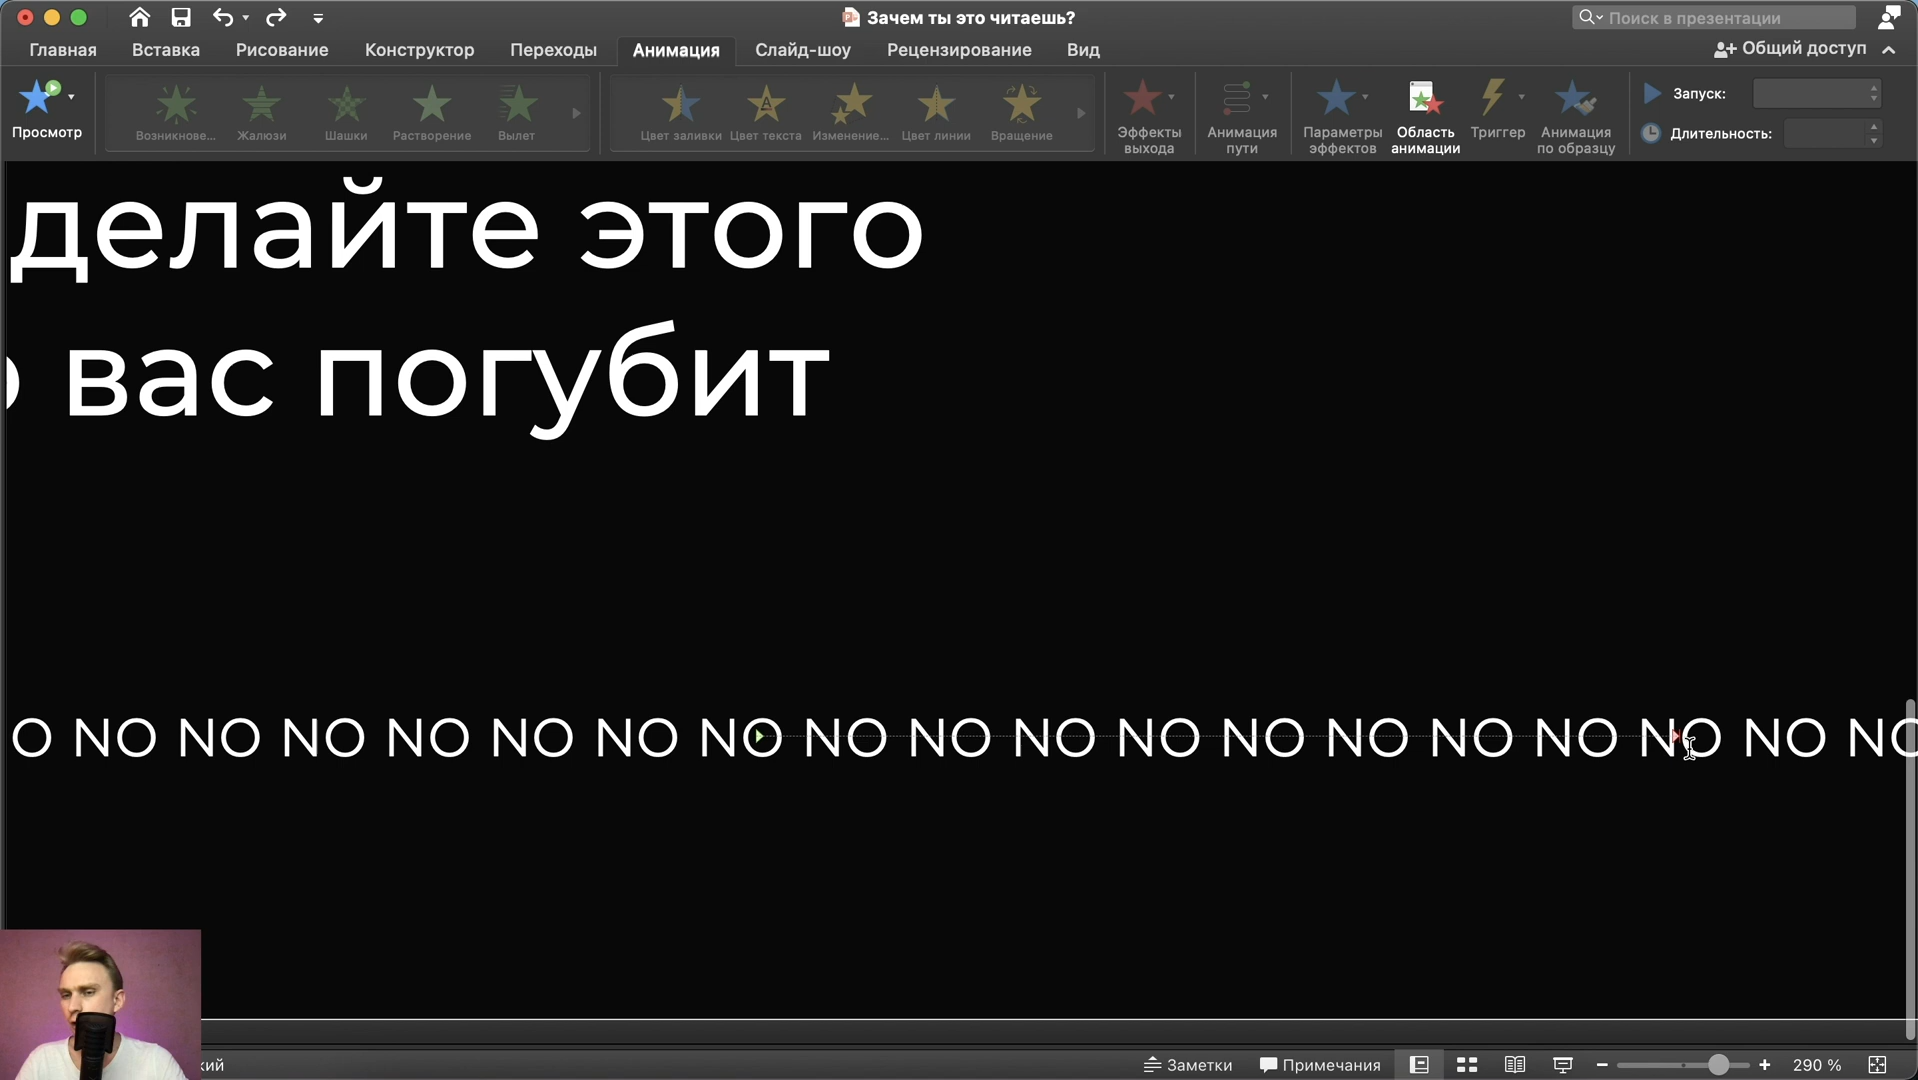 Зачем ты это читаешь?
Поиск в презентации
Главная Вставка Рисование Конструктор Переходы Анимация Слайд-шоу Рецензирование Вид Общий доступ
Просмотр
Возникнове... Жалюзи Шашки Растворение Вылет
Цвет заливки Цвет текста Изменение... Цвет линии Вращение
Эффекты выхода
Анимация пути
Параметры эффектов
Область анимации
Триггер
Анимация по образцу
Запуск:
Длительность:
делайте этого
о вас погубит
O NO NO NO NO NO NO NO NO NO NO NO NO NO NO NO NO NO NO
кий
Заметки Примечания 290 %